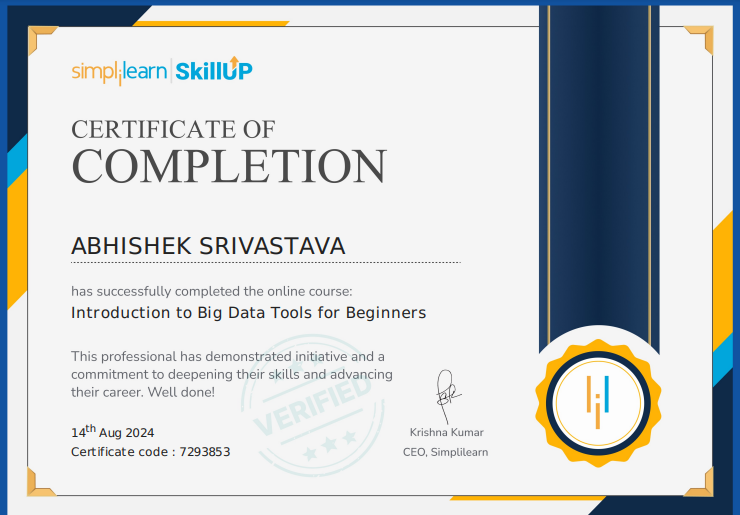 simplilearn | SkillUP
CERTIFICATE OF
COMPLETION
ABHISHEK SRIVASTAVA
has successfully completed the online course:
Introduction to Big Data Tools for Beginners
This professional has demonstrated initiative and a
commitment to deepening their skills and advancing
their career. Well done!
VERIFIED
14th Aug 2024
Certificate code : 7293853
Krishna Kumar
CEO, Simplilearn